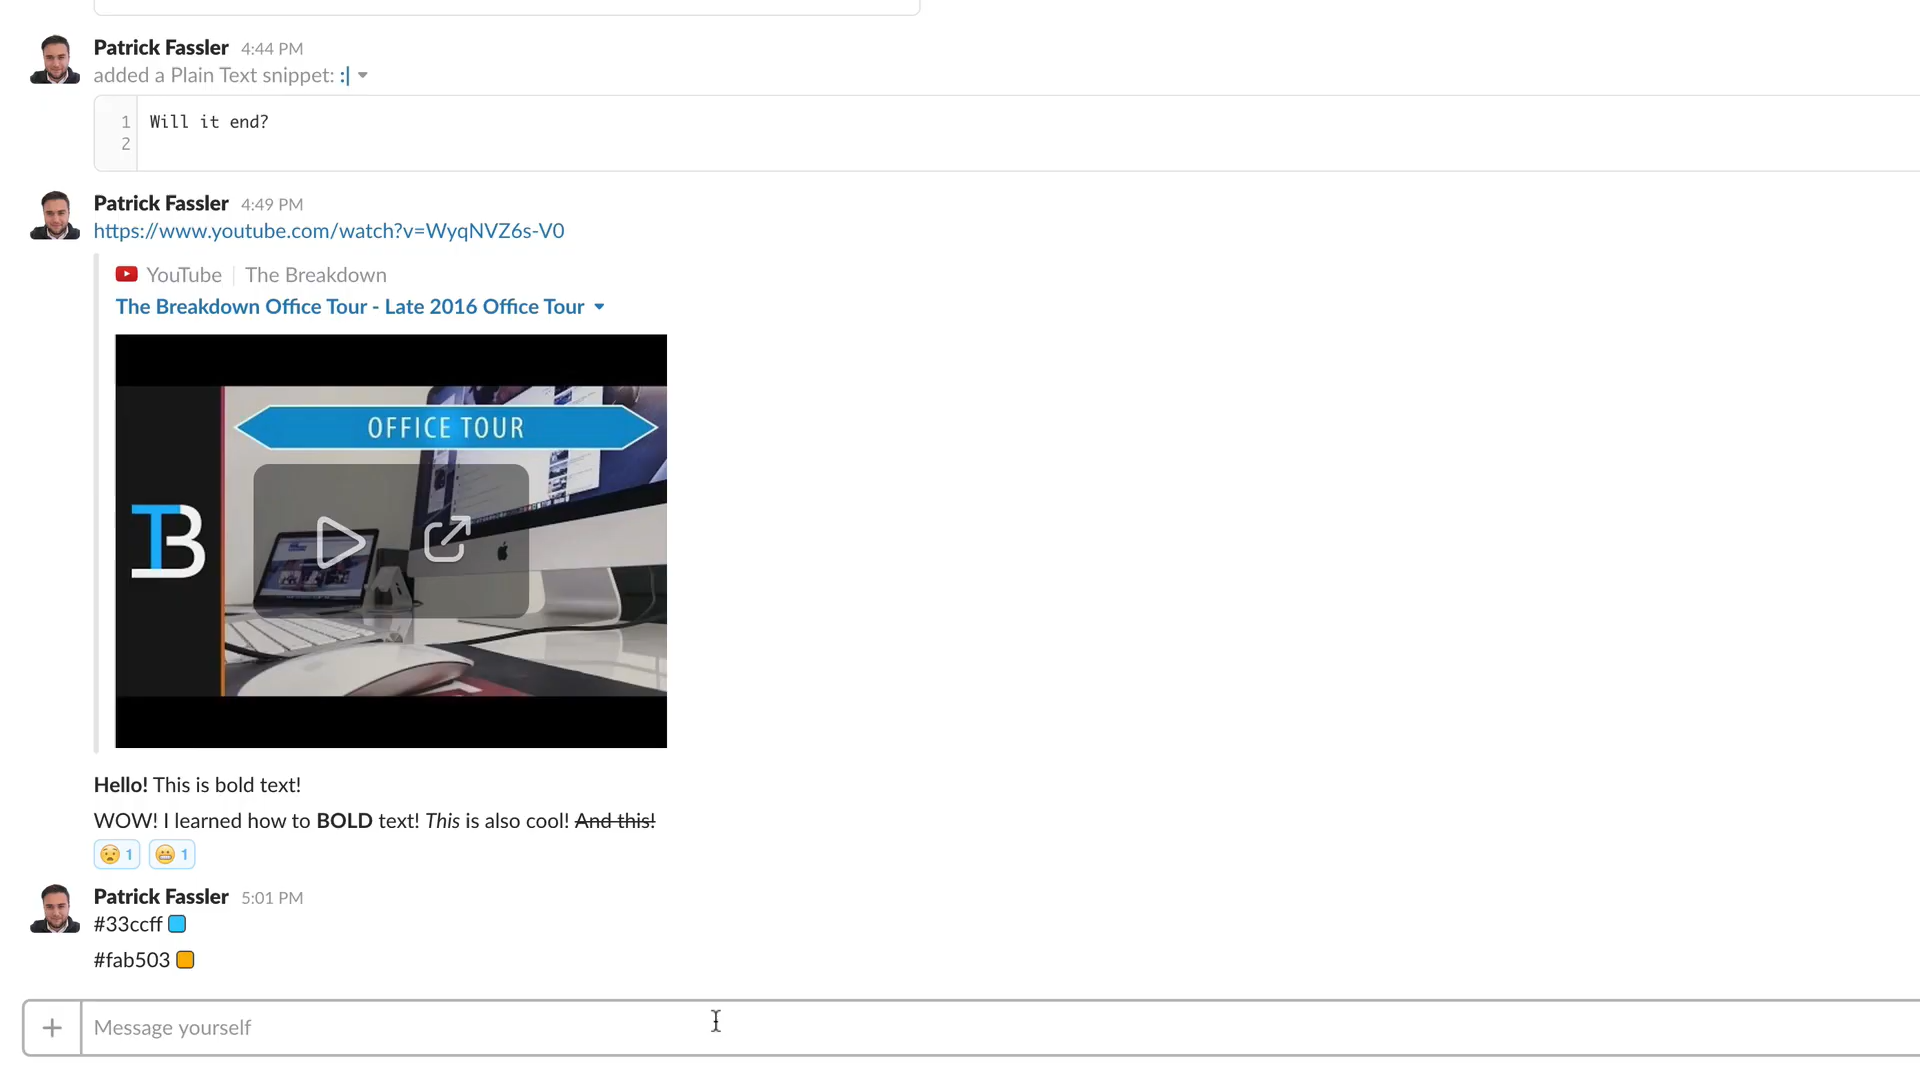 Patrick Fassler 4:44 PM
added a Plain Text snippet: :|
1 Will it end?
2
Patrick Fassler 4:49 PM
https://www.youtube.com/watch?v=WyqNVZ6s-V0
YouTube | The Breakdown
The Breakdown Office Tour - Late 2016 Office Tour
OFFICE TOUR
TB
Hello! This is bold text!
WOW! I learned how to BOLD text! This is also cool! And this!
1 1
Patrick Fassler 5:01 PM
#33ccff
#fab503
Message yourself